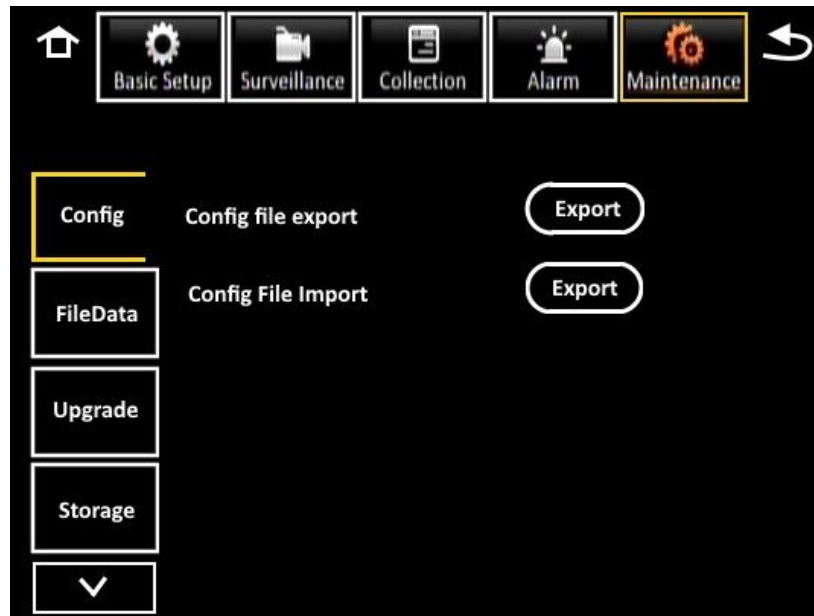 Basic Setup
Surveillance
Collection
Alarm
Maintenance
Config
Config file export
Export
FileData
Config File Import
Export
Upgrade
Storage